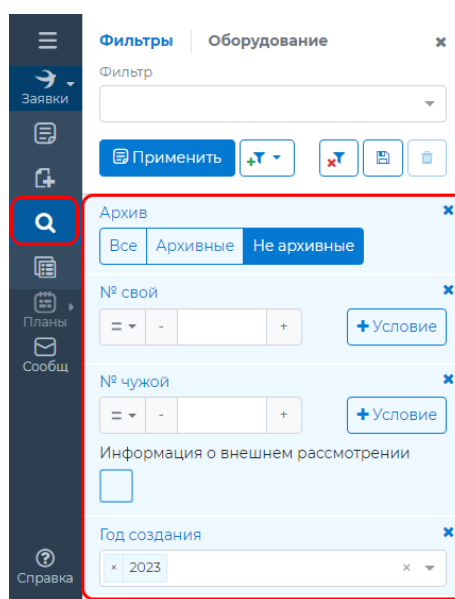 Фильтры Оборудование ×
Заявки
Фильтр
Применить
Архив ×
Все Архивные Не архивные
№ свой ×
= - + + Условие
Планы
Сообщ
№ чужой ×
= - + + Условие
Информация о внешнем рассмотрении
Год создания ×
× 2023 ×
Справка